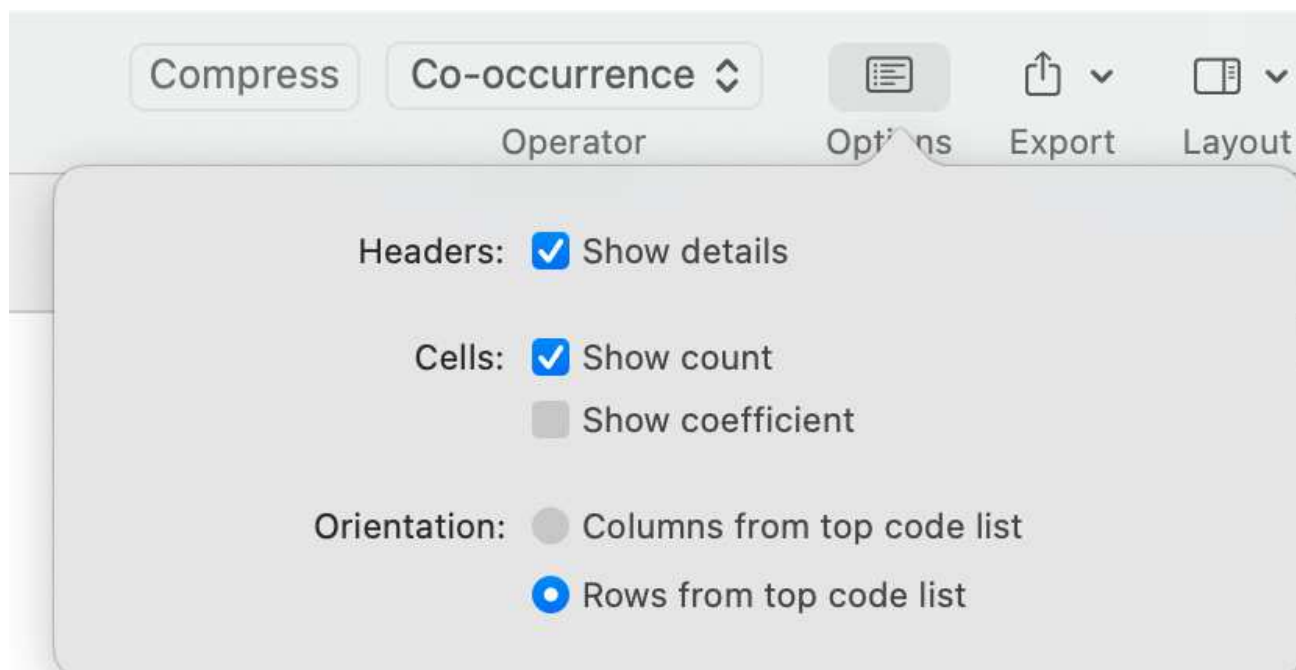 Compress Co-occurrence
Operator Options Export Layout
Headers: Show details
Cells: Show count
Show coefficient
Orientation: Columns from top code list
Rows from top code list